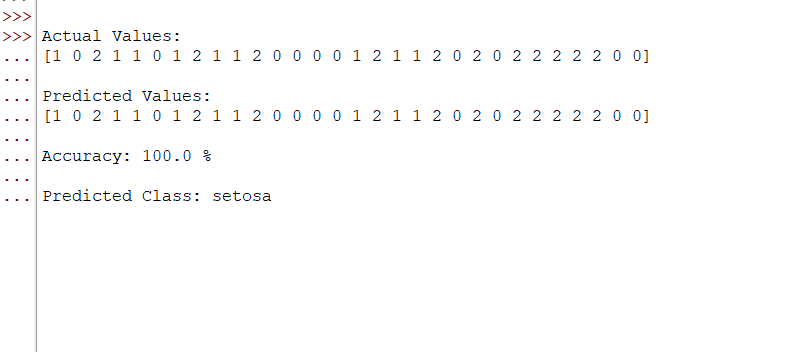 >>>
>>> Actual Values:
... [1 0 2 1 1 0 1 2 1 1 2 0 0 0 0 1 2 1 1 2 0 2 0 2 2 2 2 2 0 0]
...
... Predicted Values:
... [1 0 2 1 1 0 1 2 1 1 2 0 0 0 0 1 2 1 1 2 0 2 0 2 2 2 2 2 0 0]
...
... Accuracy: 100.0 %
...
... Predicted Class: setosa